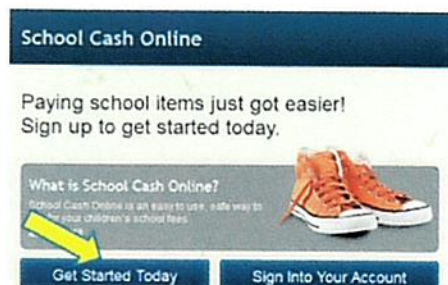 School Cash Online
Paying school items just got easier!
Sign up to get started today.
What is School Cash Online?
School Cash Online is an easy to use, safe way to
for your children's school fees.
Get Started Today
Sign Into Your Account